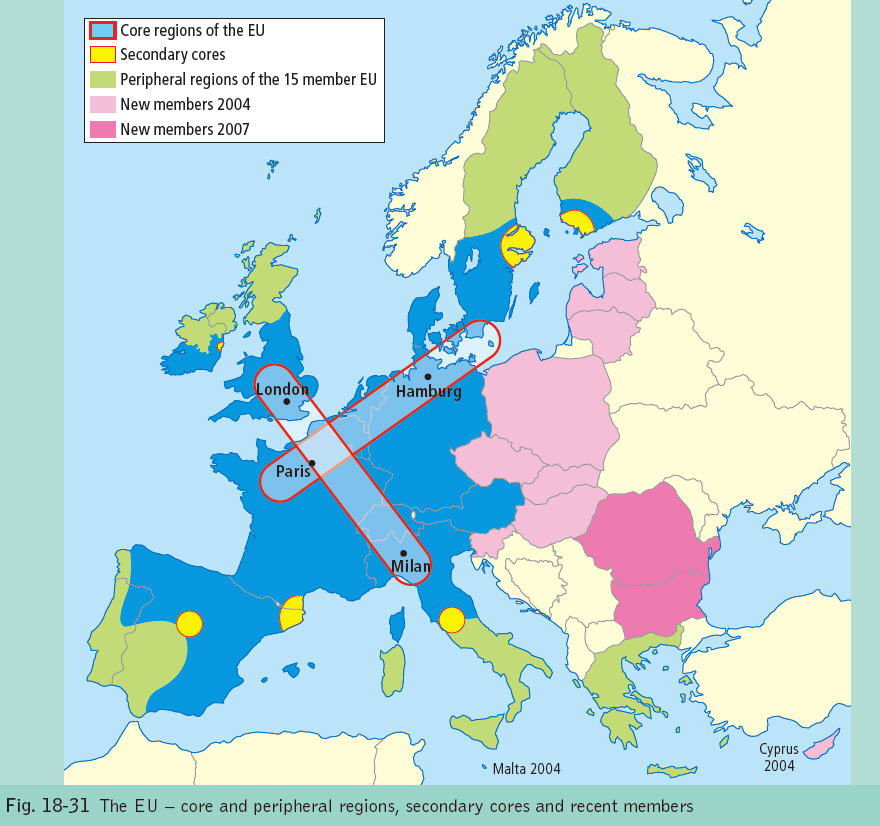 Core regions of the EU
Secondary cores
Peripheral regions of the 15 member EU
New members 2004
New members 2007
London
Hamburg
Paris
Milan
Cyprus
2004
Malta 2004
Fig. 18-31 The EU – core and peripheral regions, secondary cores and recent members